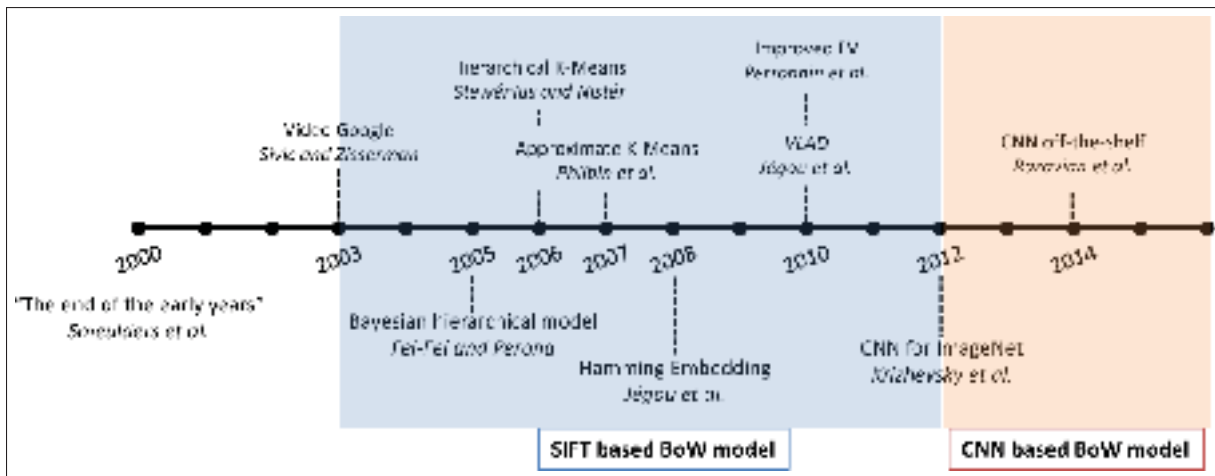 Improved FV
Perronnin et al.
Hierarchical K-Means
Stewénius and Nistér
Video Google
Sivic and Zisserman
Approximate K-Means
Philbin et al.
VLAD
Jégou et al.
CNN off-the-shelf
Razavian et al.
2000
2003
2005
2006
2007
2008
2010
2012
2014
"The end of the early years"
Smeulders et al.
Bayesian hierarchical model
Fei-Fei and Perona
Hamming Embedding
Jégou et al.
CNN for ImageNet
Krizhevsky et al.
SIFT based BoW model
CNN based BoW model